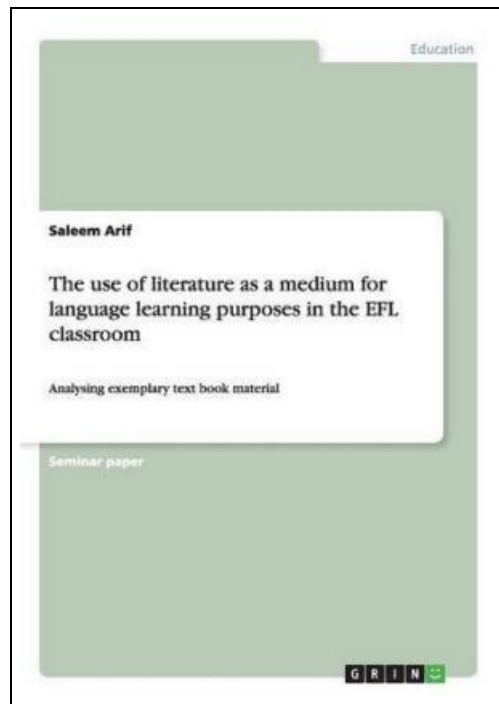 Education
Saleem Arif
The use of literature as a medium for
language learning purposes in the EFL
classroom
Analysing exemplary text book material
Seminar paper
GRIN